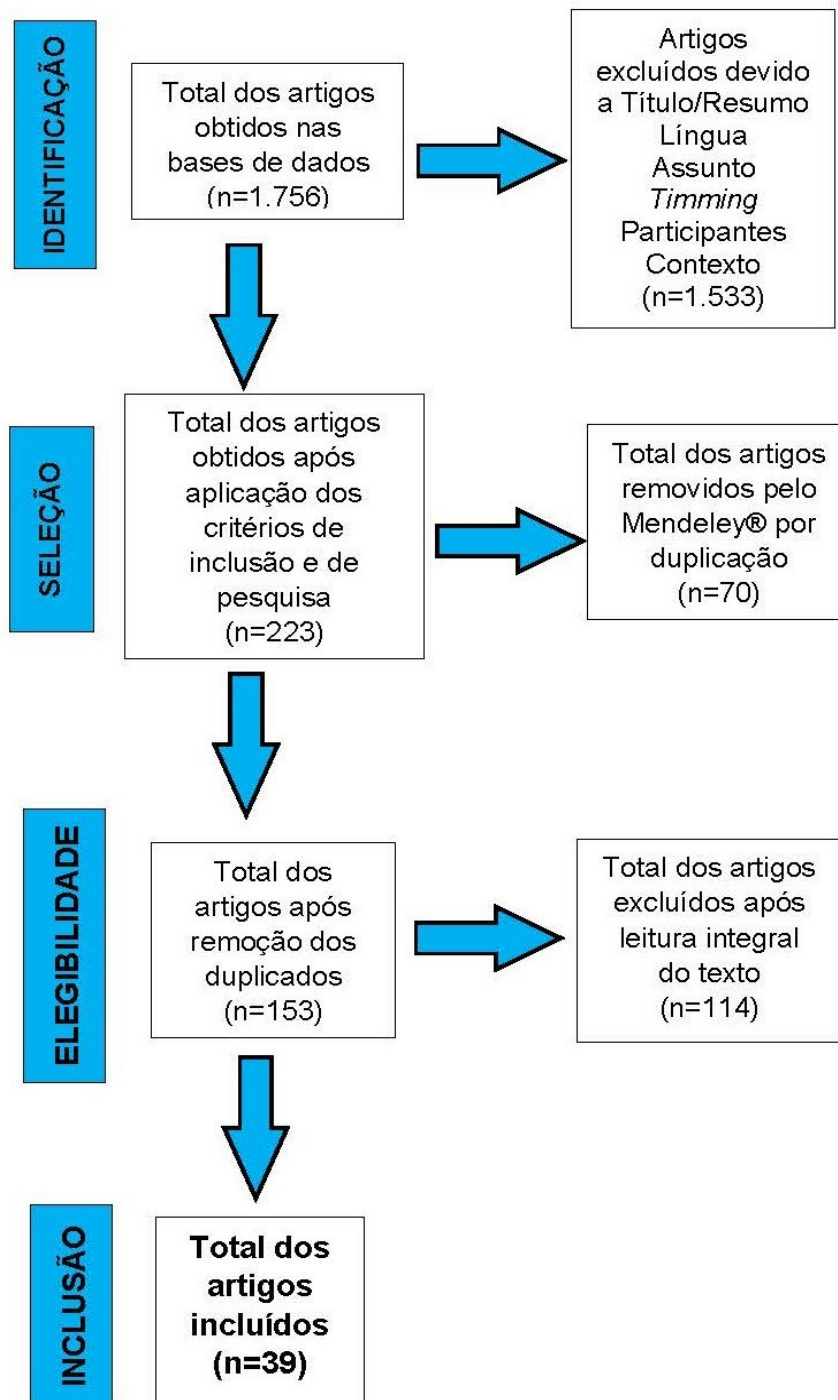 IDENTIFICAÇÃO
Total dos artigos
obtidos nas
bases de dados
(n=1.756)
Artigos
excluídos devido
a Título/Resumo
Língua
Assunto
Timming
Participantes
Contexto
(n=1.533)
SELEÇÃO
Total dos artigos
obtidos após
aplicação dos
critérios de
inclusão e de
pesquisa
(n=223)
Total dos artigos
removidos pelo
Mendeley® por
duplicação
(n=70)
ELEGIBILIDADE
Total dos
artigos após
remoção dos
duplicados
(n=153)
Total dos artigos
excluídos após
leitura integral
do texto
(n=114)
INCLUSÃO
Total dos
artigos
incluídos
(n=39)